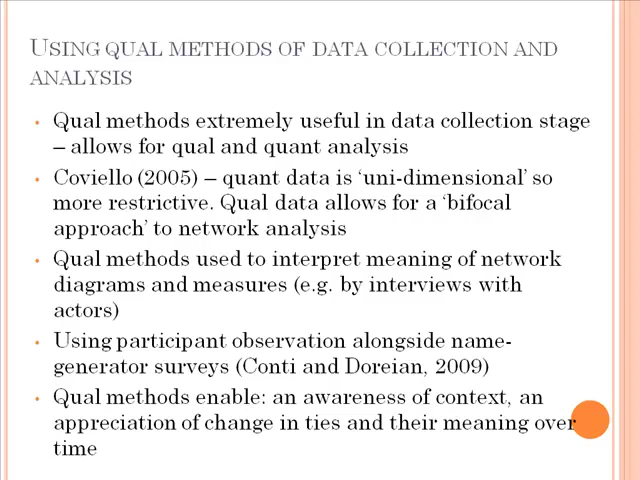 USING QUAL METHODS OF DATA COLLECTION AND
ANALYSIS
• Qual methods extremely useful in data collection stage
– allows for qual and quant analysis
• Coviello (2005) – quant data is ‘uni-dimensional’ so
more restrictive. Qual data allows for a ‘bifocal
approach’ to network analysis
• Qual methods used to interpret meaning of network
diagrams and measures (e.g. by interviews with
actors)
• Using participant observation alongside name-
generator surveys (Conti and Doreian, 2009)
• Qual methods enable: an awareness of context, an
appreciation of change in ties and their meaning over
time